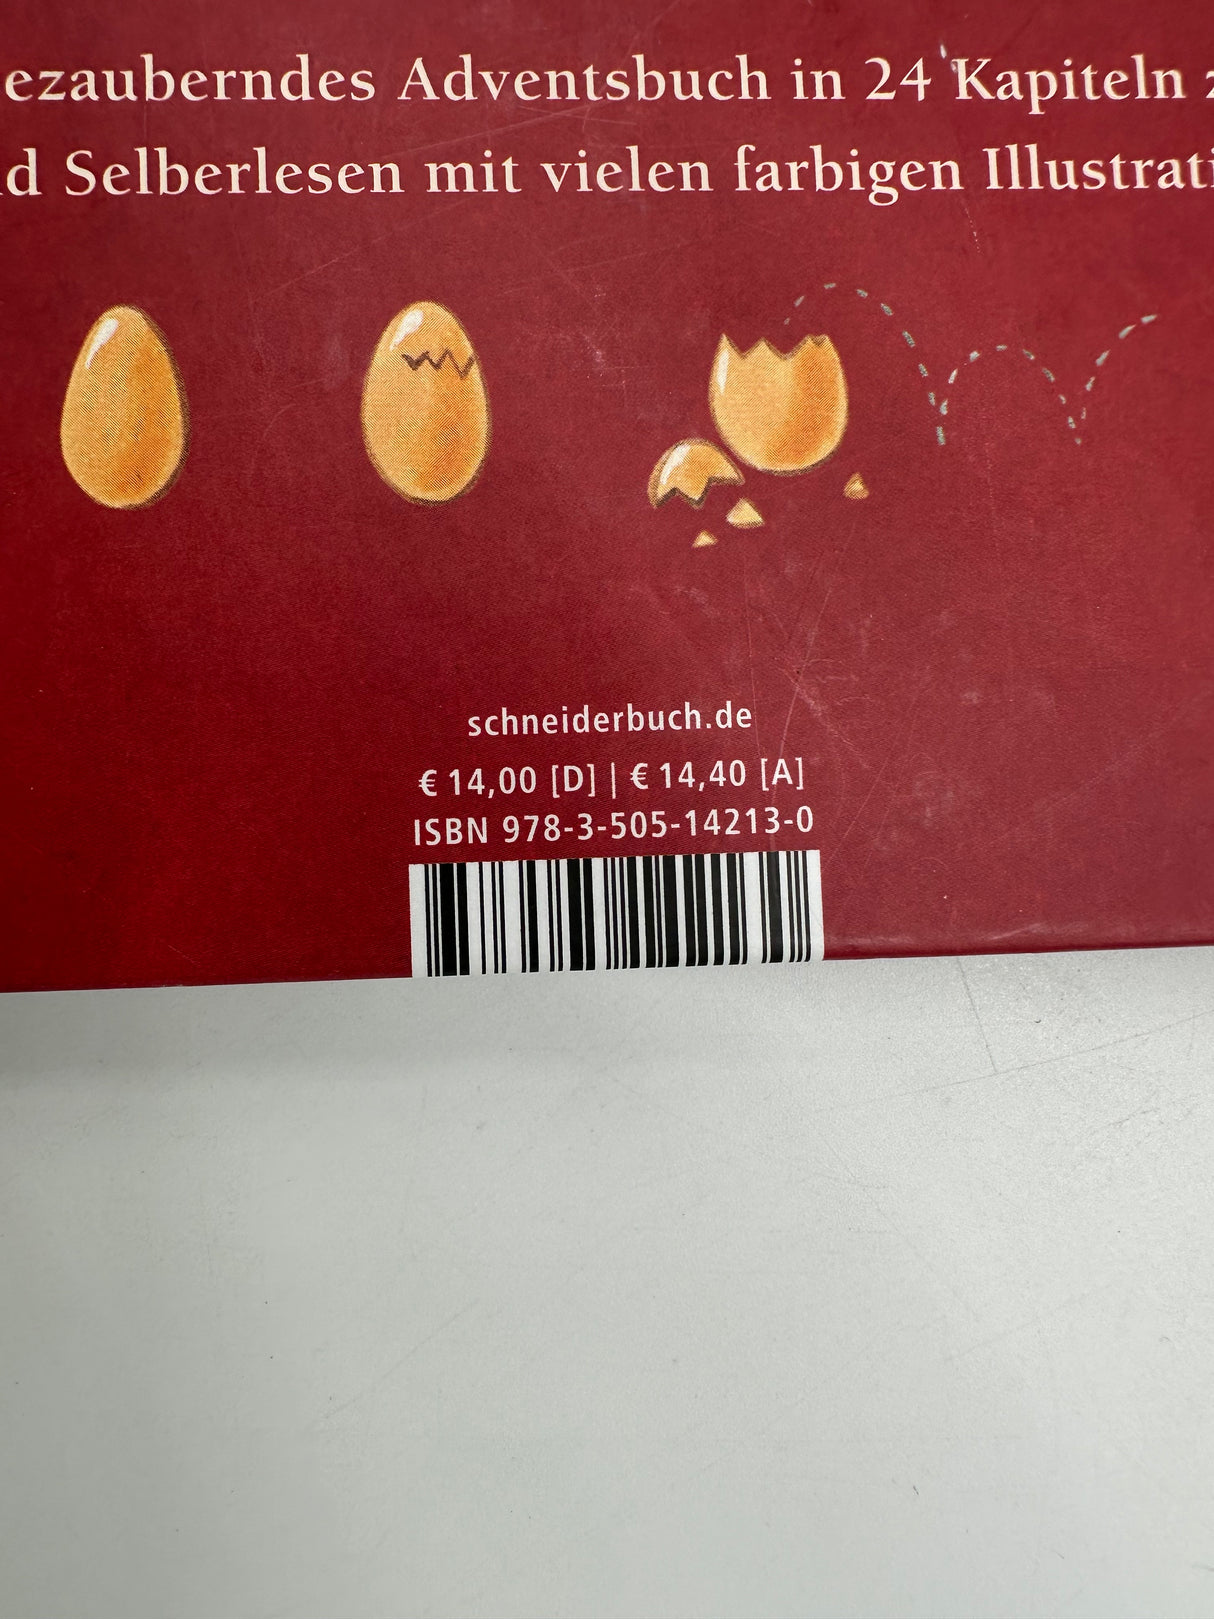 ezauberndes Adventsbuch in 24 Kapiteln
d Selberlesen mit vielen farbigen Illustrati
schneiderbuch.de
€ 14,00 [D] | € 14,40 [A]
ISBN 978-3-505-14213-0